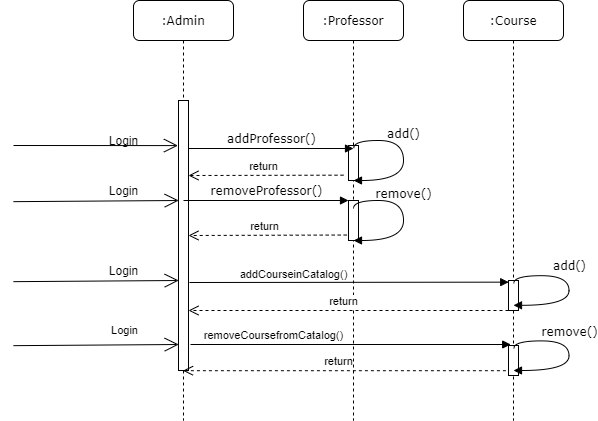 :Admin
:Professor
:Course
Login
addProfessor()
add()
return
Login
removeProfessor()
remove()
return
Login
addCourseinCatalog()
add()
return
Login
removeCoursefromCatalog()
remove()
return